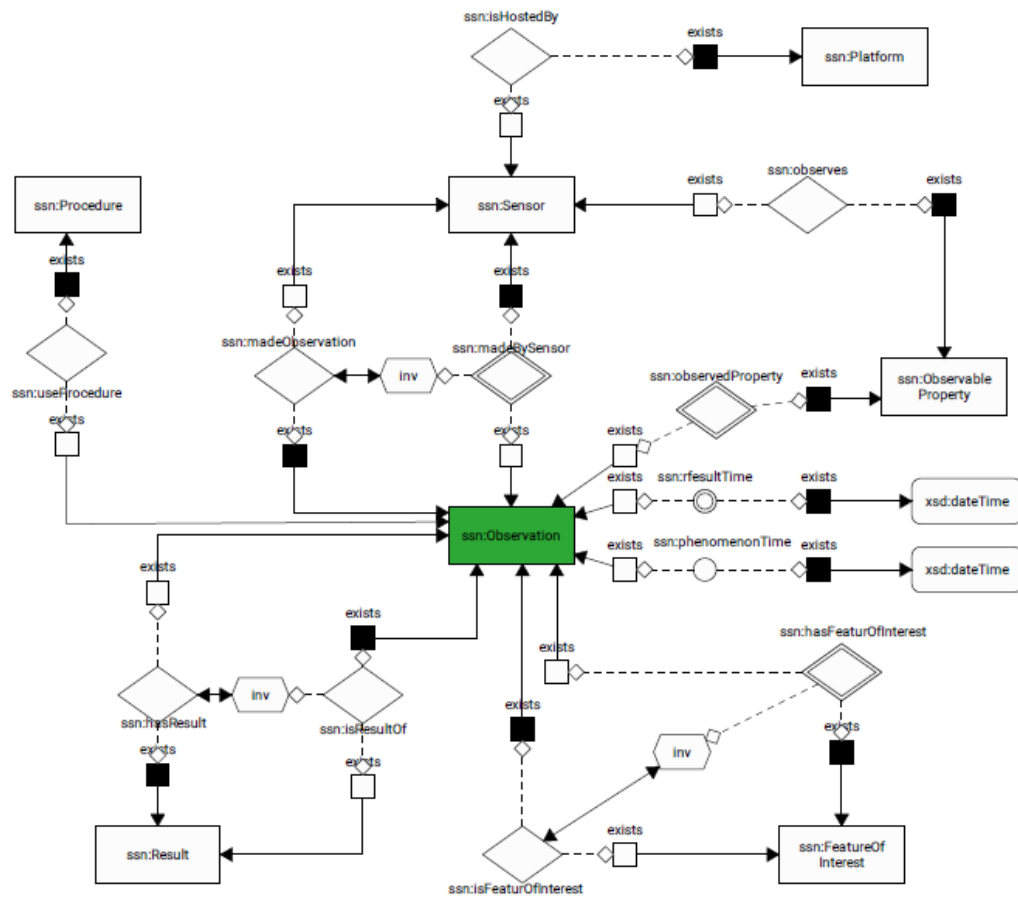 ssn:isHostedBy
exists
ssn:Platform
exists
ssn:observes
exists
exists
ssn:Procedure
ssn:Sensor
exists
exists
exists
ssn:madeObservation
ssn:madeBySensor
inv
ssn:useProcedure
exists
exists
exists
ssn:observedProperty
exists
ssn:Observable
Property
exists
ssn:rfesultTime
exists
xsd:dateTime
ssn:Observation
exists
ssn:phenomenonTime
exists
xsd:dateTime
exists
exists
exists
ssn:hasFeaturOfInterest
inv
ssn:hasResult
ssn:isResultOf
exists
exists
exists
exists
inv
ssn:Result
exists
ssn:FeatureOf
Interest
ssn:isFeaturOfInterest